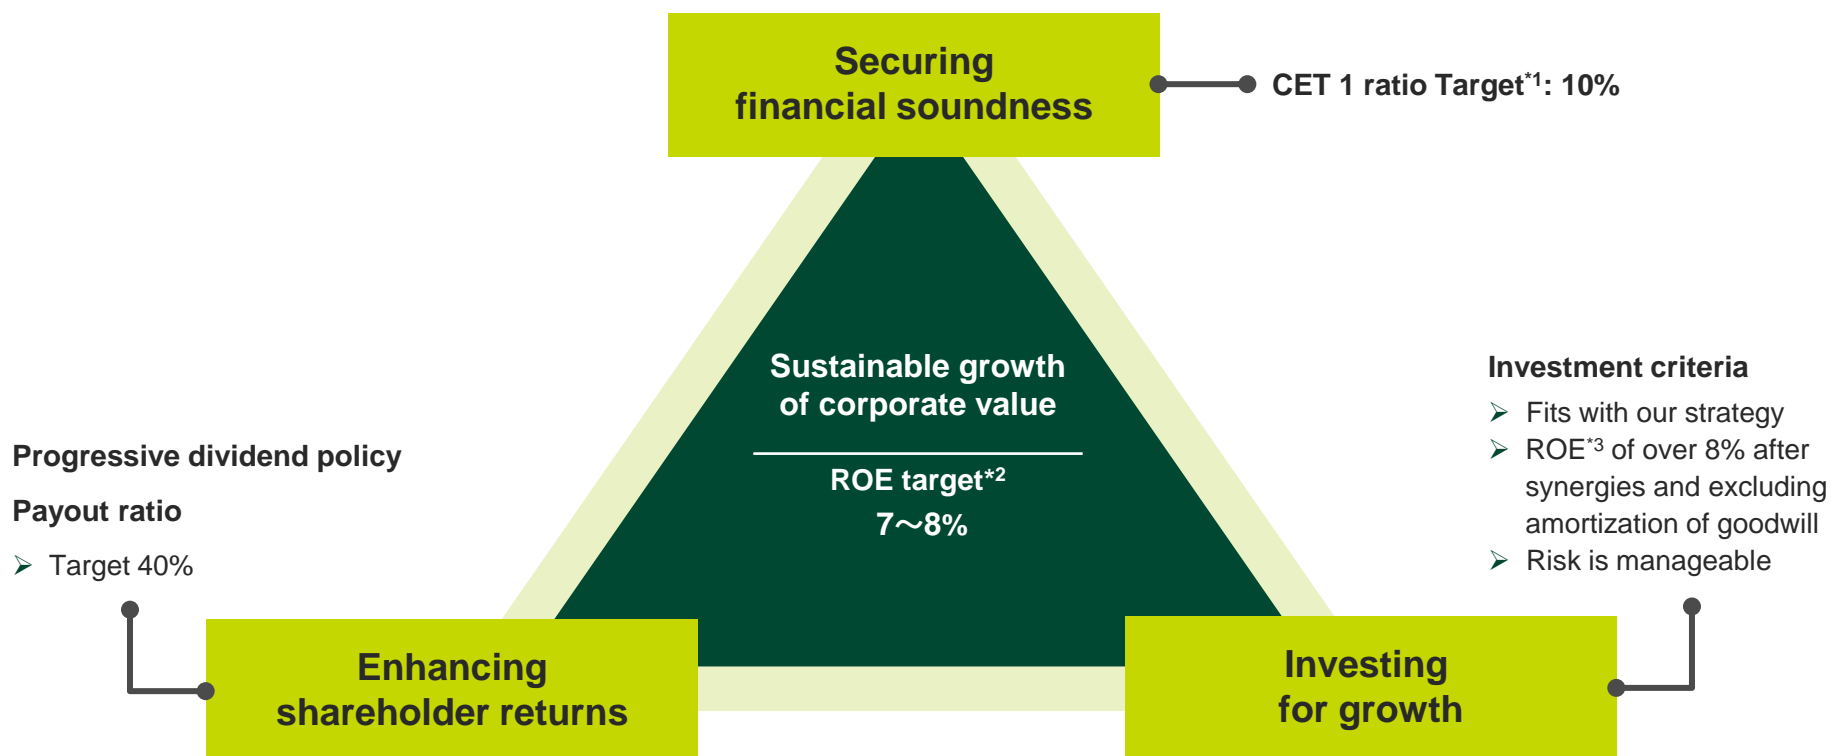 Securing
financial soundness
CET 1 ratio Target*1: 10%
Sustainable growth
of corporate value
ROE target*2
7～8%
Progressive dividend policy
Payout ratio
➢ Target 40%
Investment criteria
➢ Fits with our strategy
➢ ROE*3 of over 8% after
synergies and excluding
amortization of goodwill
➢ Risk is manageable
Enhancing
shareholder returns
Investing
for growth